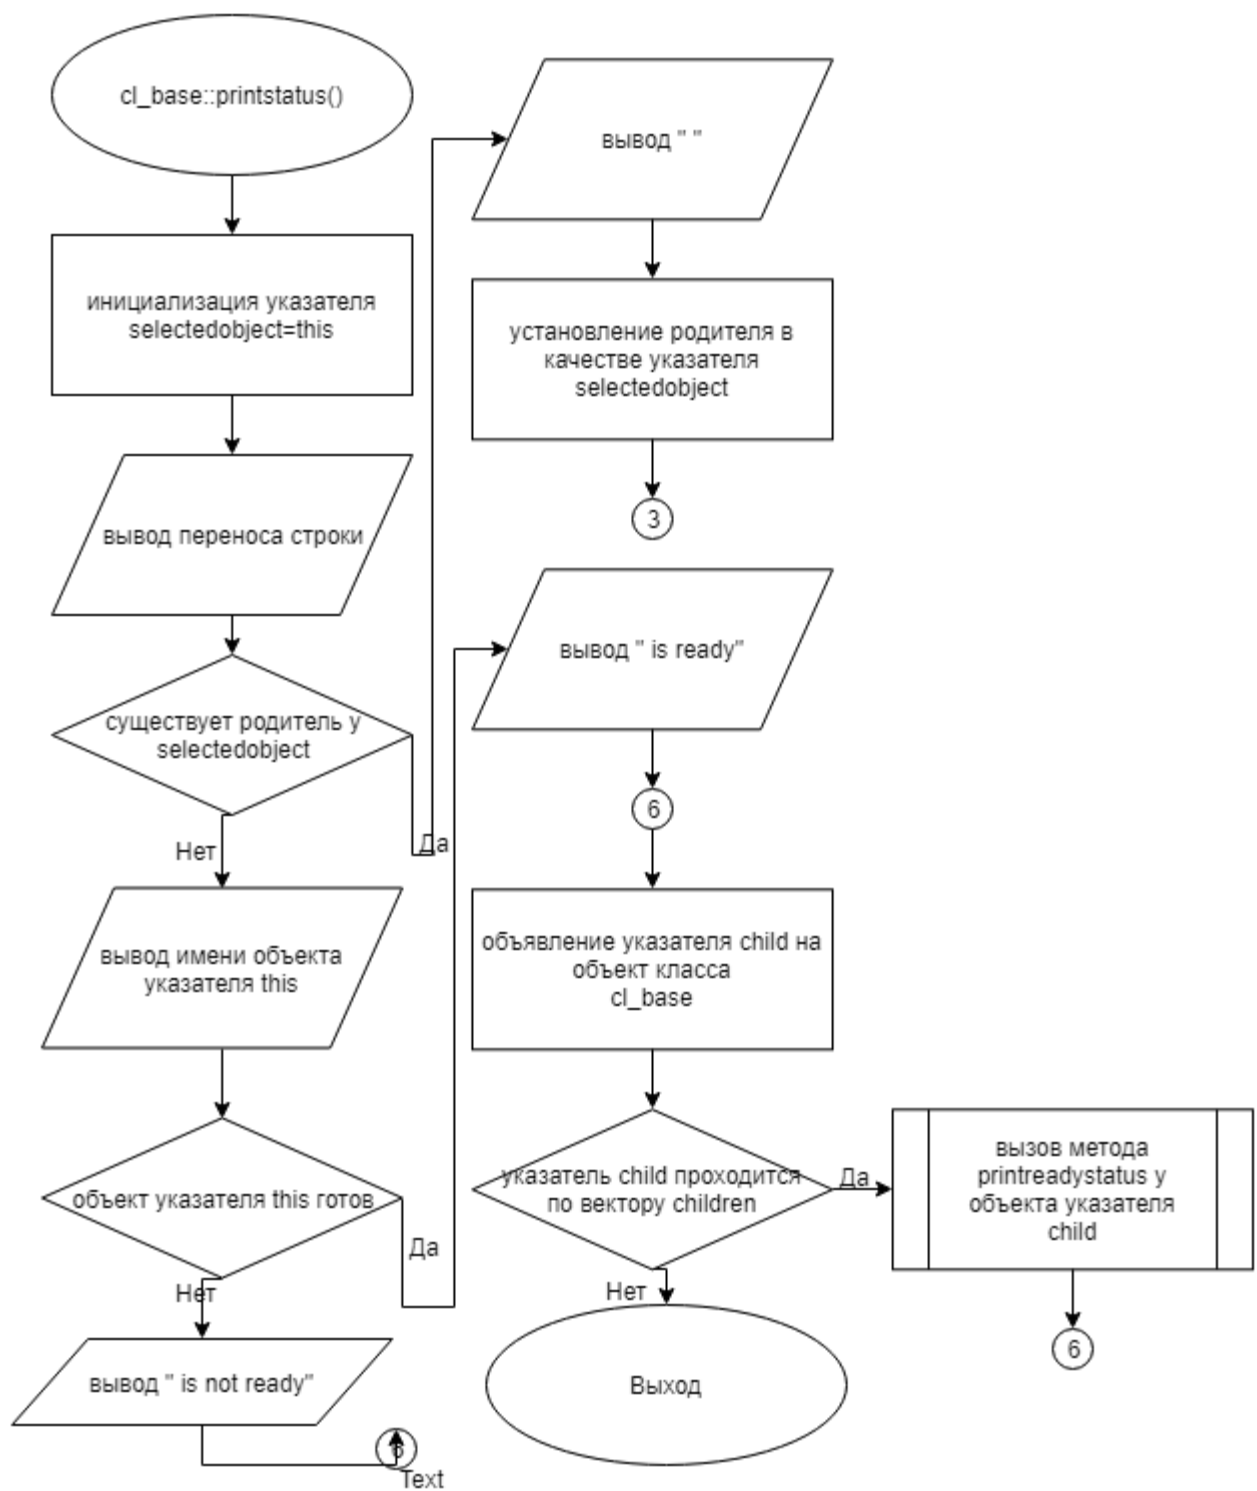 cl_base::printstatus()
инициализация указателя
selectedobject=this
вывод переноса строки
существует родитель у
selectedobject
Да
Нет
вывод имени объекта
указателя this
объект указателя this готов
Да
Нет
вывод " is not ready"
6
Text
вывод " "
установление родителя в
качестве указателя
selectedobject
3
вывод " is ready"
6
объявление указателя child на
объект класса
cl_base
указатель child проходится
по вектору children
Да
Нет
Выход
вызов метода
printreadystatus у
объекта указателя
child
6